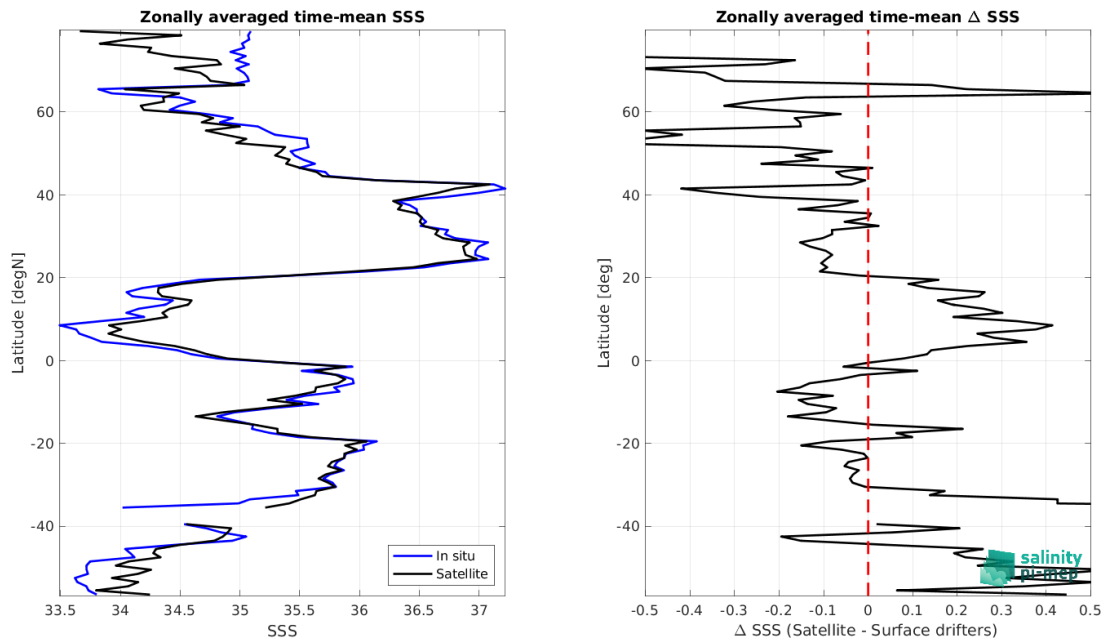 Zonally averaged time-mean SSS
Latitude [degN]
60
40
20
0
-20
-40
33.5 34 34.5 35 35.5 36 36.5 37
SSS
In situ
Satellite
Zonally averaged time-mean Δ SSS
Latitude [deg]
60
40
20
0
-20
-40
-0.5 -0.4 -0.3 -0.2 -0.1 0 0.1 0.2 0.3 0.4 0.5
Δ SSS (Satellite - Surface drifters)
salinity
pi-mep